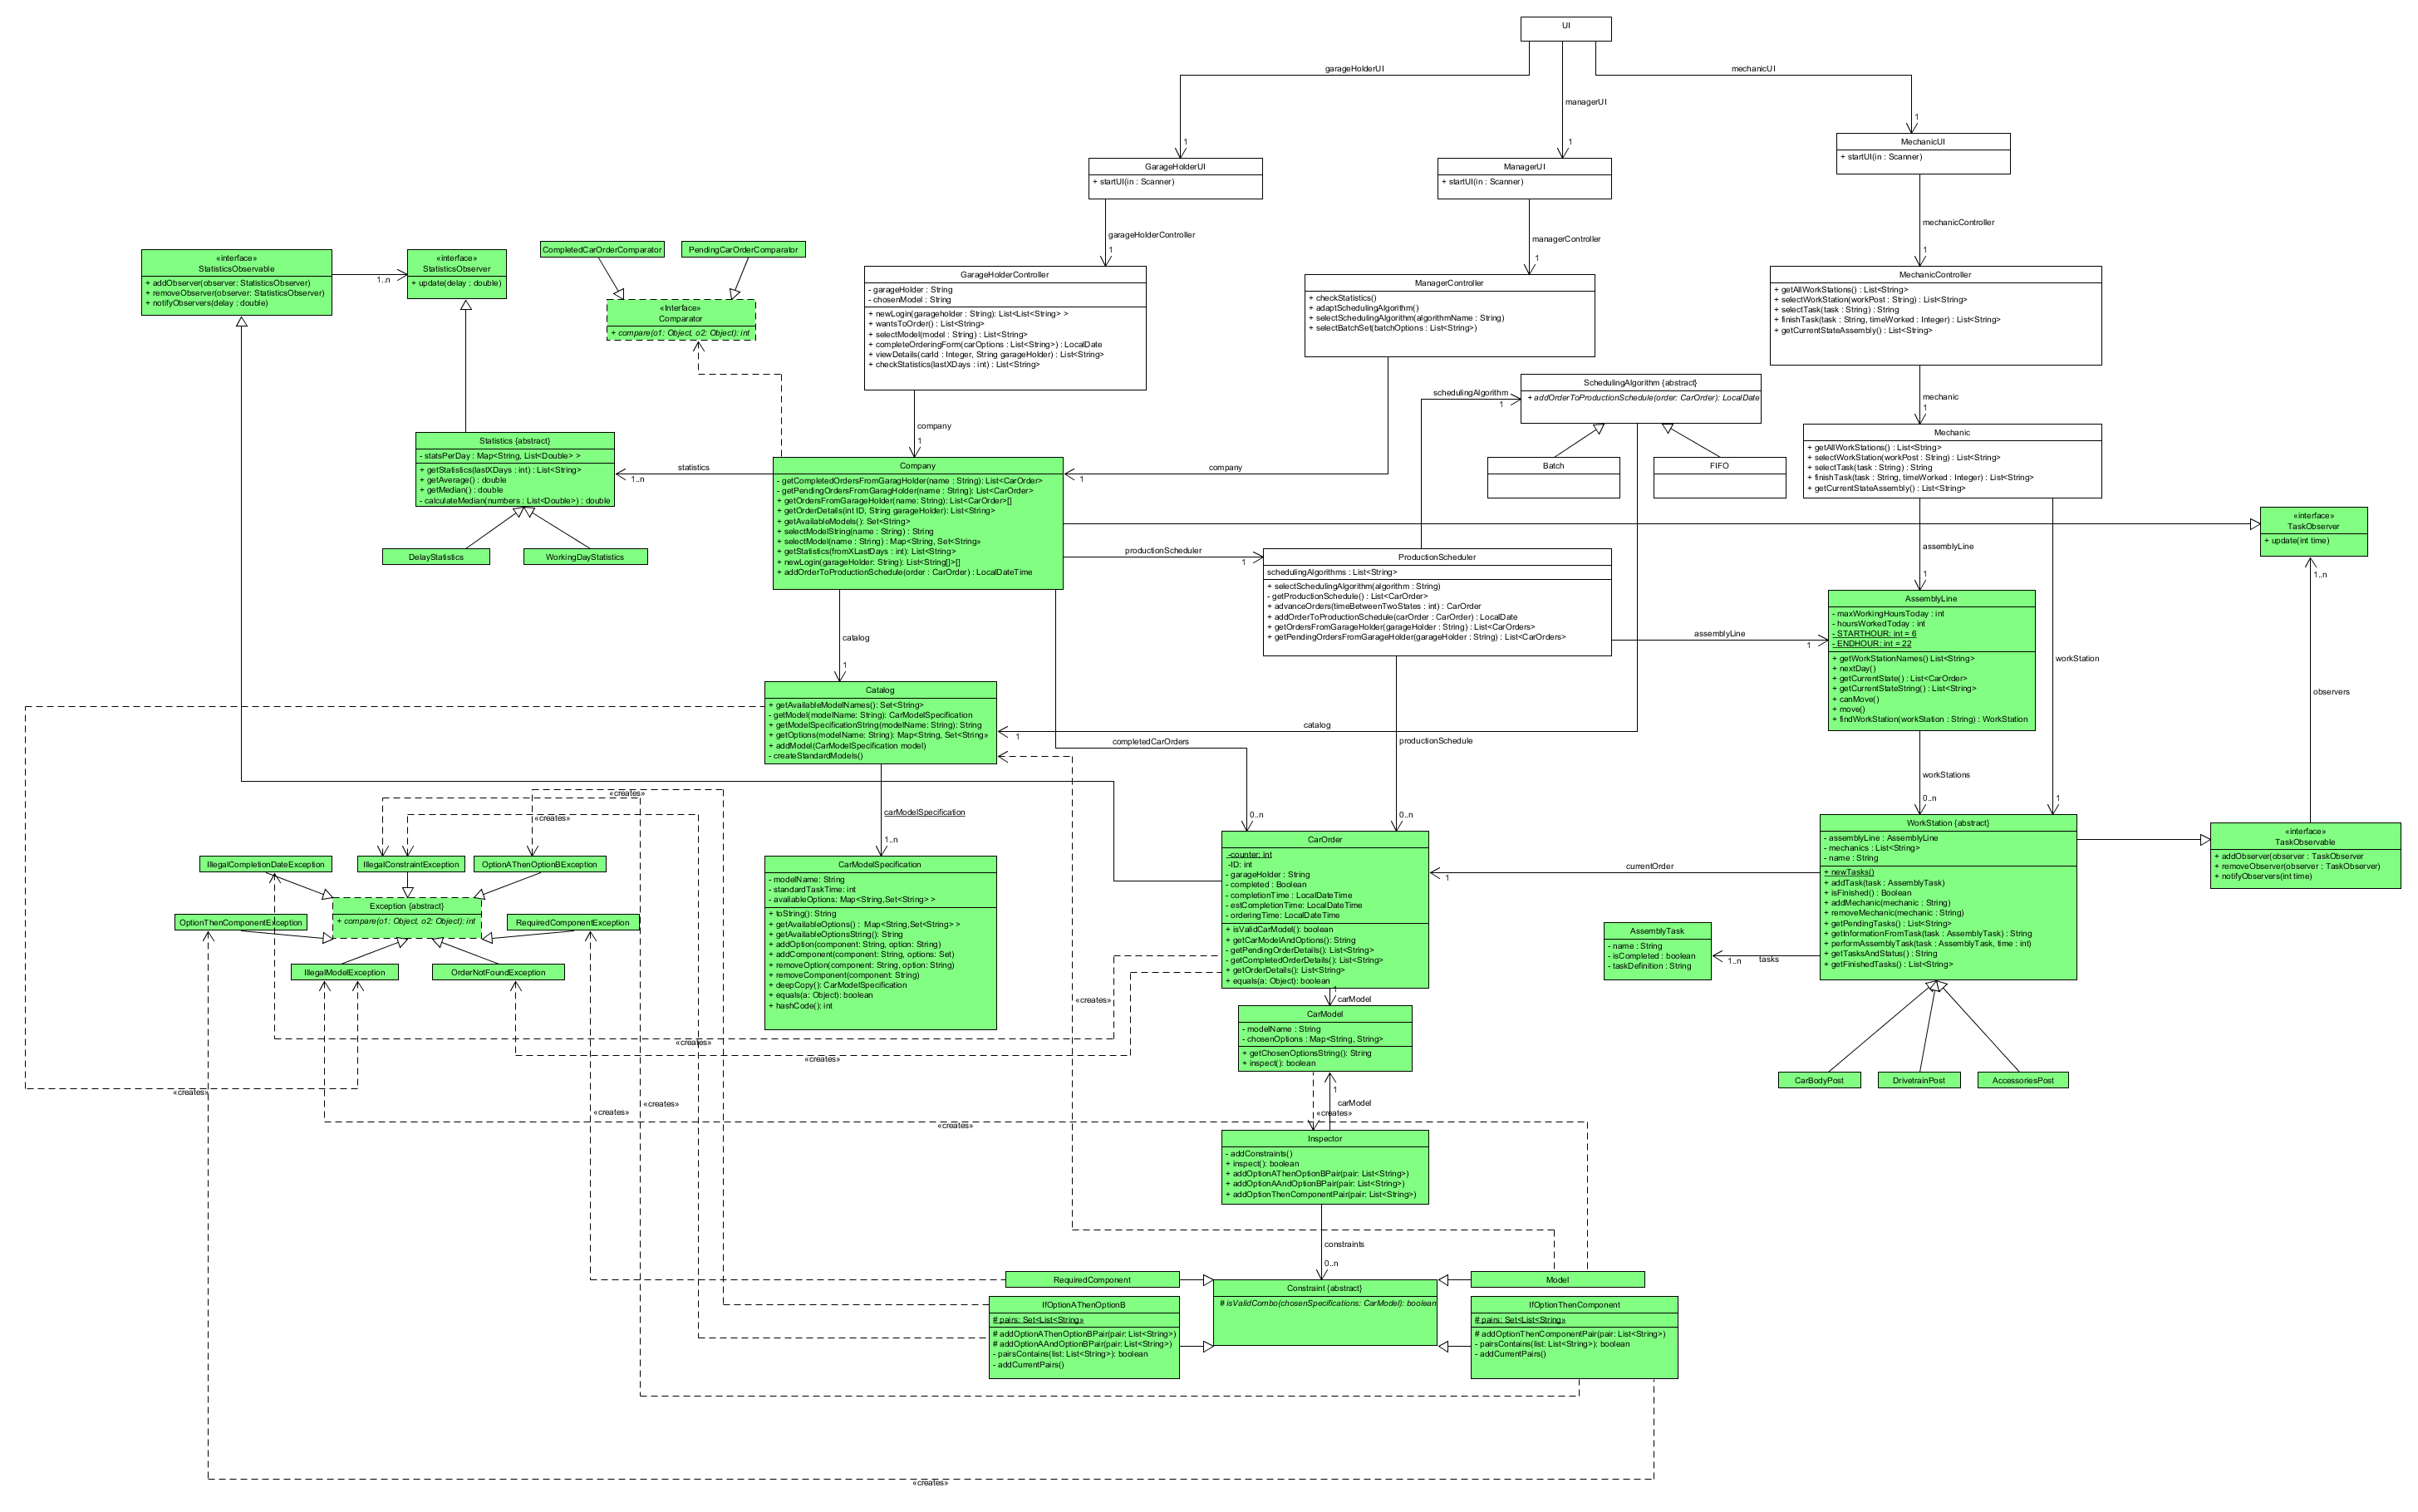 UI
garageHolderUI
mechanicUI
managerUI
1
1
1
MechanicUI
+ startUI(in : Scanner)
GarageHolderUI
+ startUI(in : Scanner)
ManagerUI
+ startUI(in : Scanner)
garageHolderController
1
managerController
1
mechanicController
1
«interface»
StatisticsObservable
+ addObserver(observer: StatisticsObserver)
+ removeObserver(observer: StatisticsObserver)
+ notifyObservers(delay : double)
1..n
«interface»
StatisticsObserver
+ update(delay : double)
CompletedCarOrderComparator
PendingCarOrderComparator
«Interface»
Comparator
+ compare(o1: Object, o2: Object): int
GarageHolderController
- garageHolder : String
- chosenModel : String
+ newLogin(garageholder : String): List<List<String> >
+ wantsToOrder() : List<String>
+ selectModel(model : String) : List<String>
+ completeOrderingForm(carOptions : List<String>) : LocalDate
+ viewDetails(carId : Integer, String garageHolder) : List<String>
+ checkStatistics(lastXDays : int) : List<String>
ManagerController
+ checkStatistics()
+ adaptSchedulingAlgorithm()
+ selectSchedulingAlgorithm(algorithmName : String)
+ selectBatchSet(batchOptions : List<String>)
MechanicController
+ getAllWorkStations() : List<String>
+ selectWorkStation(workPost : String) : List<String>
+ selectTask(task : String) : String
+ finishTask(task : String, timeWorked : Integer) : List<String>
+ getCurrentStateAssembly() : List<String>
schedulingAlgorithm
1
SchedulingAlgorithm {abstract}
+ addOrderToProductionSchedule(order: CarOrder): LocalDate
mechanic
1
company
1
Batch
FIFO
Mechanic
+ getAllWorkStations() : List<String>
+ selectWorkStation(workPost : String) : List<String>
+ selectTask(task : String) : String
+ finishTask(task : String, timeWorked : Integer) : List<String>
+ getCurrentStateAssembly() : List<String>
Statistics {abstract}
- statsPerDay : Map<String, List<Double> >
+ getStatistics(lastXDays : int) : List<String>
+ getAverage() : double
+ getMedian() : double
- calculateMedian(numbers : List<Double>) : double
statistics
1..n
DelayStatistics
WorkingDayStatistics
Company
- getCompletedOrdersFromGaragHolder(name : String): List<CarOrder>
- getPendingOrdersFromGaragHolder(name : String): List<CarOrder>
+ getOrdersFromGarageHolder(name: String): List<CarOrder>[]
+ getOrderDetails(int ID, String garageHolder): List<String>
+ getAvailableModels(): Set<String>
+ selectModelString(name : String) : String
+ selectModel(name : String) : Map<String, Set<String»
+ getStatistics(fromXLastDays : int): List<String>
+ newLogin(garageHolder: String): List<String[]>[]
+ addOrderToProductionSchedule(order : CarOrder) : LocalDateTime
company
1
productionScheduler
1
ProductionScheduler
schedulingAlgorithms : List<String>
+ selectSchedulingAlgorithm(algorithm : String)
- getProductionSchedule() : List<CarOrder>
+ advanceOrders(timeBetweenTwoStates : int) : CarOrder
+ addOrderToProductionSchedule(carOrder : CarOrder) : LocalDate
+ getOrdersFromGarageHolder(garageHolder : String) : List<CarOrders>
+ getPendingOrdersFromGarageHolder(garageHolder : String) : List<CarOrders>
assemblyLine
1
assemblyLine
1
workStation
1
«interface»
TaskObserver
+ update(int time)
1..n
observers
AssemblyLine
- maxWorkingHoursToday : int
- hoursWorkedToday : int
- STARTHOUR: int = 6
- ENDHOUR: int = 22
+ getWorkStationNames() List<String>
+ nextDay()
+ getCurrentState() : List<CarOrder>
+ getCurrentStateString() : List<String>
+ canMove()
+ move()
+ findWorkStation(workStation : String) : WorkStation
catalog
1
Catalog
+ getAvailableModelNames(): Set<String>
- getModel(modelName: String): CarModelSpecification
+ getModelSpecificationString(modelName: String): String
+ getOptions(modelName: String): Map<String, Set<String»
+ addModel(CarModelSpecification model)
- createStandardModels()
catalog
1
completedCarOrders
0..n
productionSchedule
0..n
workStations
0..n
carModelSpecification
1..n
«creates»
«creates»
IllegalCompletionDateException
IllegalConstraintException
OptionAThenOptionBException
Exception {abstract}
+ compare(o1: Object, o2: Object): int
OptionThenComponentException
RequiredComponentException
IllegalModelException
OrderNotFoundException
CarModelSpecification
- modelName: String
- standardTaskTime: int
- availableOptions: Map<String,Set<String> >
+ toString(): String
+ getAvailableOptions() : Map<String,Set<String> >
+ getAvailableOptionsString(): String
+ addOption(component: String, option: String)
+ addComponent(component: String, options: Set)
+ removeOption(component: String, option: String)
+ removeComponent(component: String)
+ deepCopy(): CarModelSpecification
+ equals(a: Object): boolean
+ hashCode(): int
CarOrder
-counter: int
-ID: int
- garageHolder : String
- completed : Boolean
- completionTime : LocalDateTime
- estCompletionTime: LocalDateTime
- orderingTime: LocalDateTime
+ isValidCarModel(): boolean
+ getCarModelAndOptions(): String
- getPendingOrderDetails(): List<String>
- getCompletedOrderDetails(): List<String>
+ getOrderDetails(): List<String>
+ equals(a: Object): boolean
currentOrder
1
WorkStation {abstract}
- assemblyLine : AssemblyLine
- mechanics : List<String>
- name : String
+ newTasks()
+ addTask(task : AssemblyTask)
+ isFinished() : Boolean
+ addMechanic(mechanic : String)
+ removeMechanic(mechanic : String)
+ getPendingTasks() : List<String>
+ getInformationFromTask(task : AssemblyTask) : String
+ performAssemblyTask(task : AssemblyTask, time : int)
+ getTasksAndStatus() : String
+ getFinishedTasks() : List<String>
«interface»
TaskObservable
+ addObserver(observer : TaskObserver
+ removeObserver(observer : TaskObserver)
+ notifyObservers(int time)
AssemblyTask
- name : String
- isCompleted : boolean
- taskDefinition : String
1..n
tasks
CarBodyPost
DrivetrainPost
AccessoriesPost
1
carModel
CarModel
- modelName : String
- chosenOptions : Map<String, String>
+ getChosenOptionsString(): String
+ inspect(): boolean
1
carModel
«creates»
«creates»
«creates»
«creates»
«creates»
«creates»
«creates»
«creates»
Inspector
- addConstraints()
+ inspect(): boolean
+ addOptionAThenOptionBPair(pair: List<String>)
+ addOptionAAndOptionBPair(pair: List<String>)
+ addOptionThenComponentPair(pair: List<String>)
constraints
0..n
RequiredComponent
Model
Constraint {abstract}
# isValidCombo(chosenSpecifications: CarModel): boolean
IfOptionAThenOptionB
# pairs: Set<List<String»
# addOptionAThenOptionBPair(pair: List<String>)
# addOptionAAndOptionBPair(pair: List<String>)
- pairsContains(list: List<String>): boolean
- addCurrentPairs()
IfOptionThenComponent
# pairs: Set<List<String»
# addOptionThenComponentPair(pair: List<String>)
- pairsContains(list: List<String>): boolean
- addCurrentPairs()
«creates»